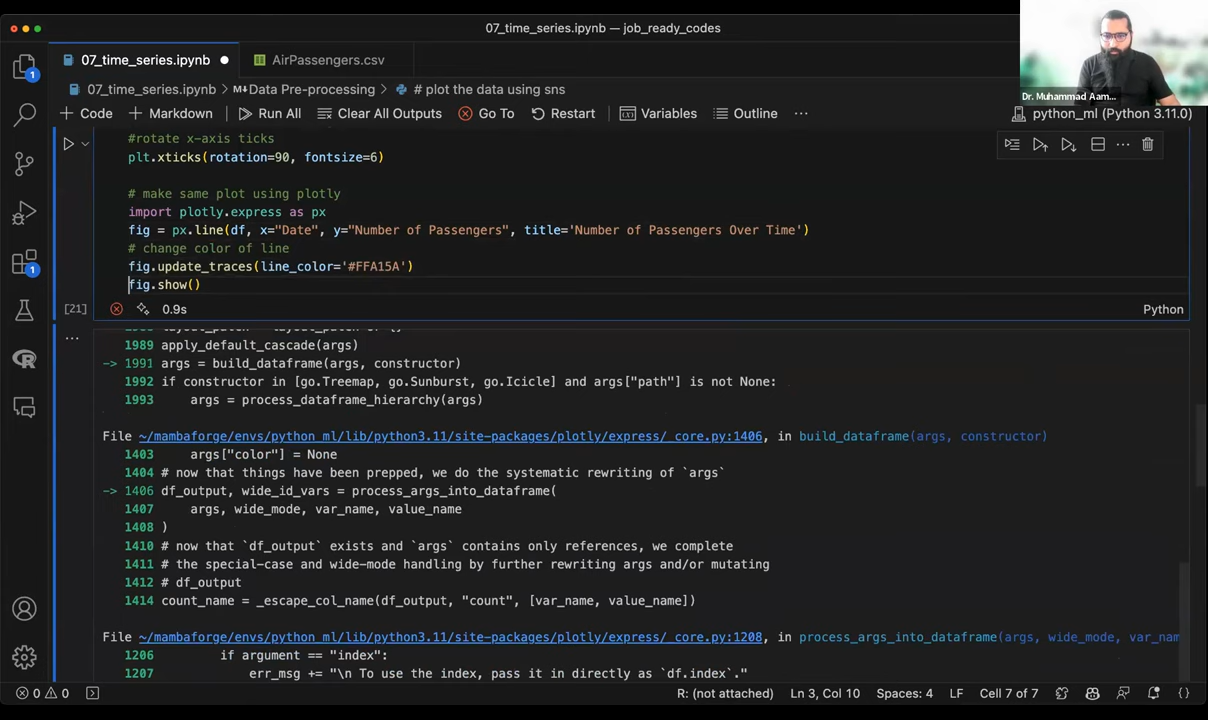 07_time_series.ipynb — job_ready_codes
07_time_series.ipynb
AirPassengers.csv
07_time_series.ipynb > Data Pre-processing > # plot the data using sns
Code
Markdown
Run All
Clear All Outputs
Go To
Restart
Variables
Outline
...
python_ml (Python 3.11.0)
Dr. Muhammad Aam...
1
1
#rotate x-axis ticks
plt.xticks(rotation=90, fontsize=6)
# make same plot using plotly
import plotly.express as px
fig = px.line(df, x="Date", y="Number of Passengers", title='Number of Passengers Over Time')
# change color of line
fig.update_traces(line_color='#FFA15A')
fig.show()
[21]
0.9s
Python
...
1989 apply_default_cascade(args)
-> 1991 args = build_dataframe(args, constructor)
1992 if constructor in [go.Treemap, go.Sunburst, go.Icicle] and args["path"] is not None:
1993     args = process_dataframe_hierarchy(args)
File ~/mambaforge/envs/python_ml/lib/python3.11/site-packages/plotly/express/_core.py:1406, in build_dataframe(args, constructor)
1403     args["color"] = None
1404 # now that things have been prepped, we do the systematic rewriting of `args`
-> 1406 df_output, wide_id_vars = process_args_into_dataframe(
1407     args, wide_mode, var_name, value_name
1408 )
1410 # now that `df_output` exists and `args` contains only references, we complete
1411 # the special-case and wide-mode handling by further rewriting args and/or mutating
1412 # df_output
1414 count_name = _escape_col_name(df_output, "count", [var_name, value_name])
File ~/mambaforge/envs/python_ml/lib/python3.11/site-packages/plotly/express/_core.py:1208, in process_args_into_dataframe(args, wide_mode, var_nam
1206         if argument == "index":
1207             err_msg += "\n To use the index, pass it in directly as `df.index`."
0
0
R: (not attached)
Ln 3, Col 10
Spaces: 4
LF
Cell 7 of 7